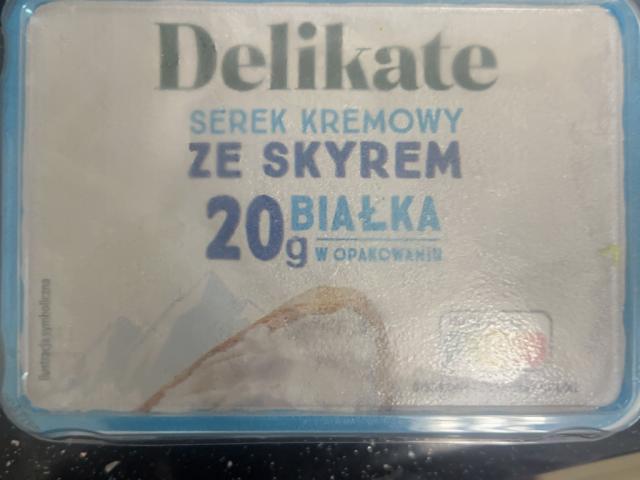 Delikate
SEREK KREMOWY
ZE SKYREM
20g BIAŁKA
W OPAKOWANIU
Ilustracja symboliczna